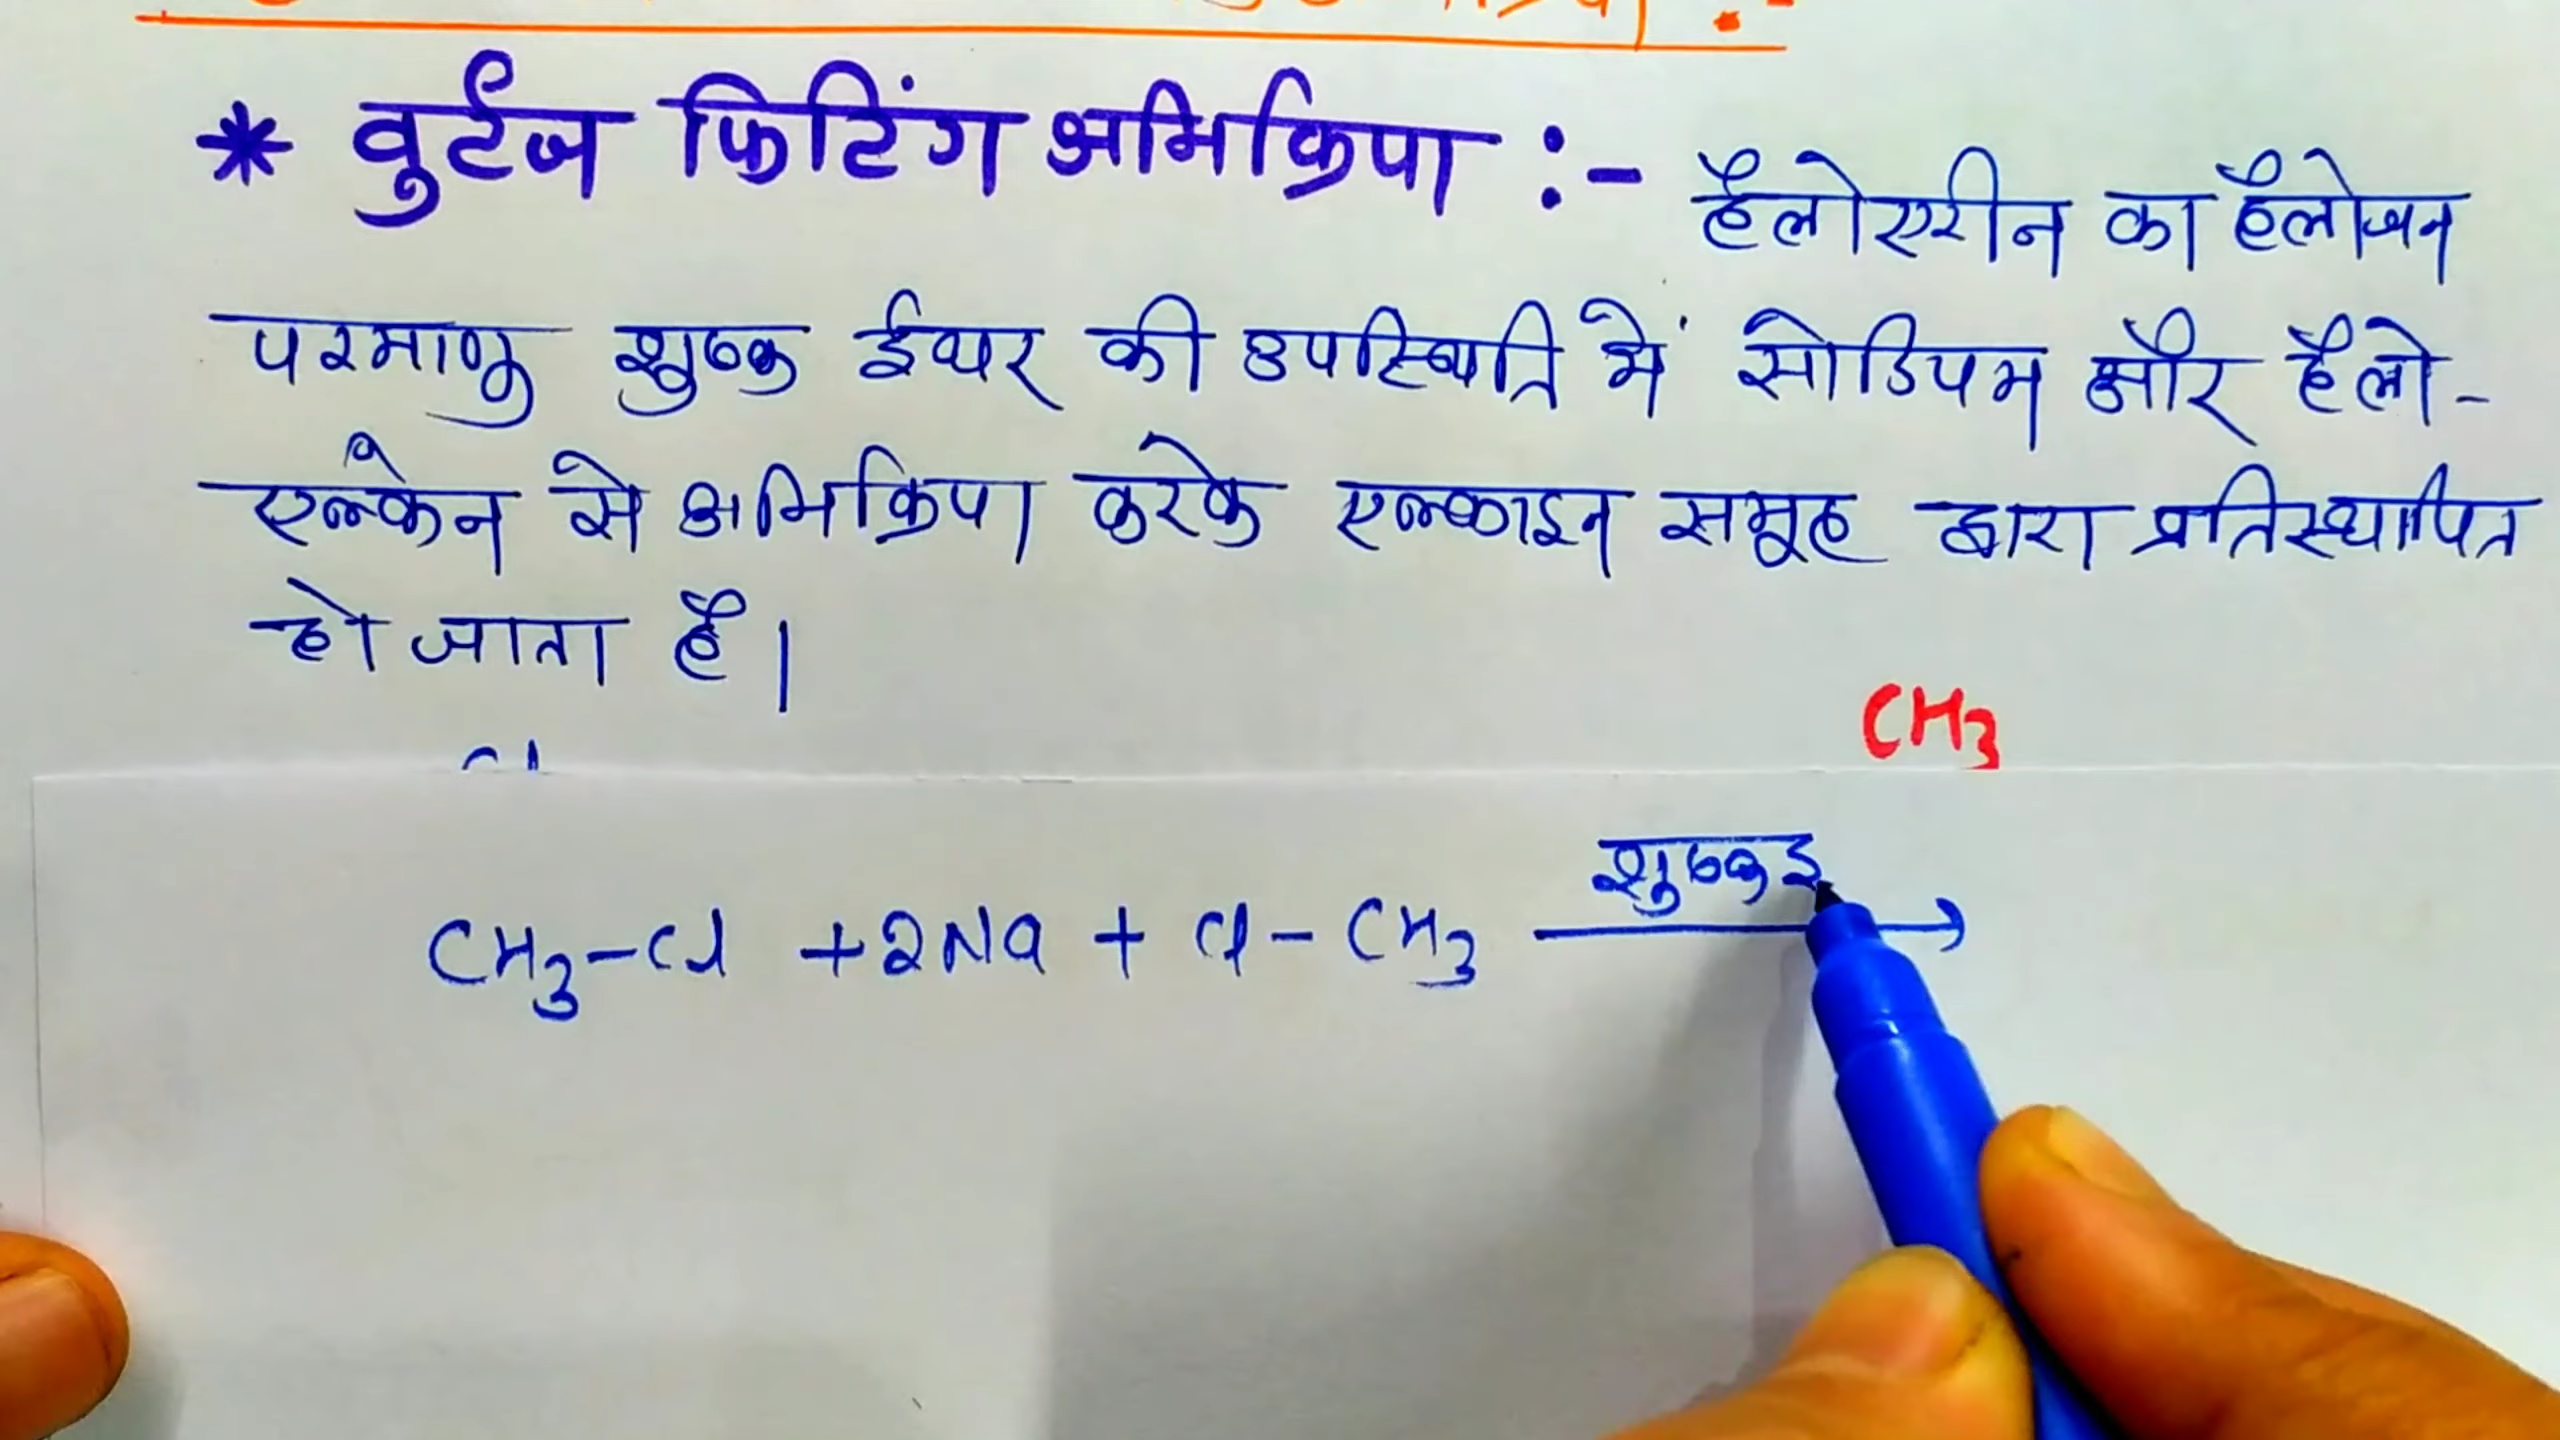 * वुर्टज फिटिंग अभिक्रिया :- हैलोएरीन का हैलोजन
परमाणु शुष्क ईथर की उपस्थिति में सोडियम और हैलो-
एल्केन से अभिक्रिया करके एल्काइन समूह द्वारा प्रतिस्थापित
हो जाता है।
CH3
शुष्क इ
CH3-Cl +2Na + Cl-CH3 →